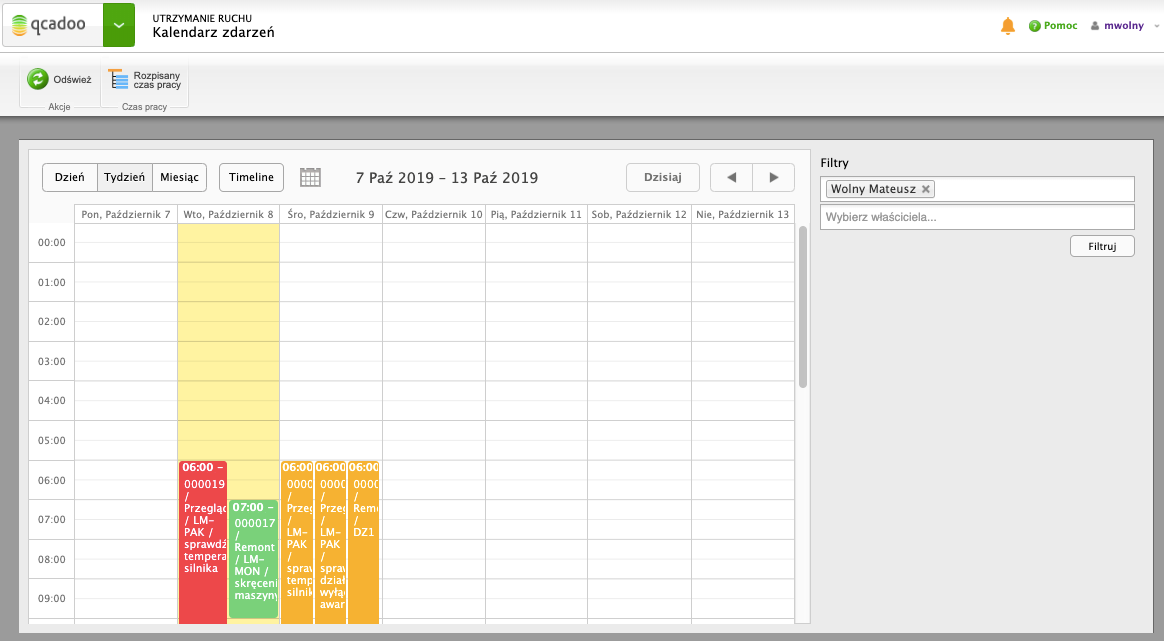 qcadoo
UTRZYMANIE RUCHU
Kalendarz zdarzeń
Pomoc
mwolny
Odśwież
Akcje
Rozpisany
czas pracy
Czas pracy
Dzień Tydzień Miesiąc
Timeline
7 Paź 2019 – 13 Paź 2019
Dzisiaj
Pon, Październik 7
Wto, Październik 8
Śro, Październik 9
Czw, Październik 10
Pią, Październik 11
Sob, Październik 12
Nie, Październik 13
00:00
01:00
02:00
03:00
04:00
05:00
06:00
07:00
08:00
09:00
06:00 –
000019
/
Przegląd
/ LM-
PAK /
sprawdź
tempera
silnika
07:00 –
000017
/
Remont
/ LM-
MON /
skręceni
maszyny
06:00
0000
/
Przeg
/
LM-
PAK
/
spraw
temp
silnik
06:00
0000
/
Przeg
/
LM-
PAK
/
spraw
dział
wyłąc
awar
06:00
0000
/
Remo
/
DZ1
Filtry
Wolny Mateusz
Wybierz właściciela...
Filtruj